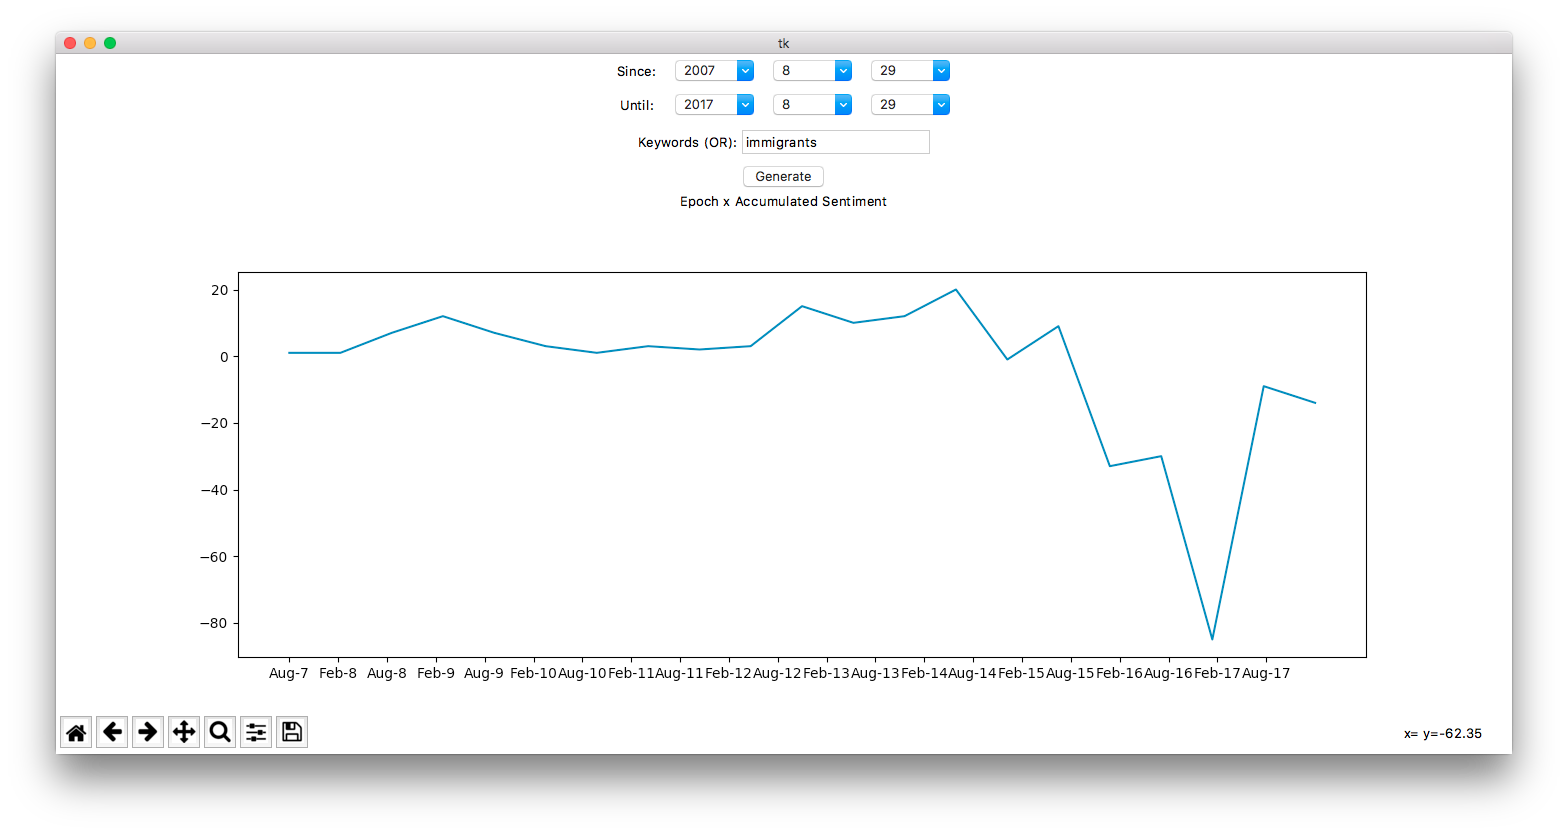 tk
Since: 2007 8 29
Until: 2017 8 29
Keywords (OR): immigrants
Generate
Epoch x Accumulated Sentiment
20
0
−20
−40
−60
−80
Aug-7 Feb-8 Aug-8 Feb-9 Aug-9 Feb-10 Aug-10 Feb-11 Aug-11 Feb-12 Aug-12 Feb-13 Aug-13 Feb-14 Aug-14 Feb-15 Aug-15 Feb-16 Aug-16 Feb-17 Aug-17
x= y=-62.35